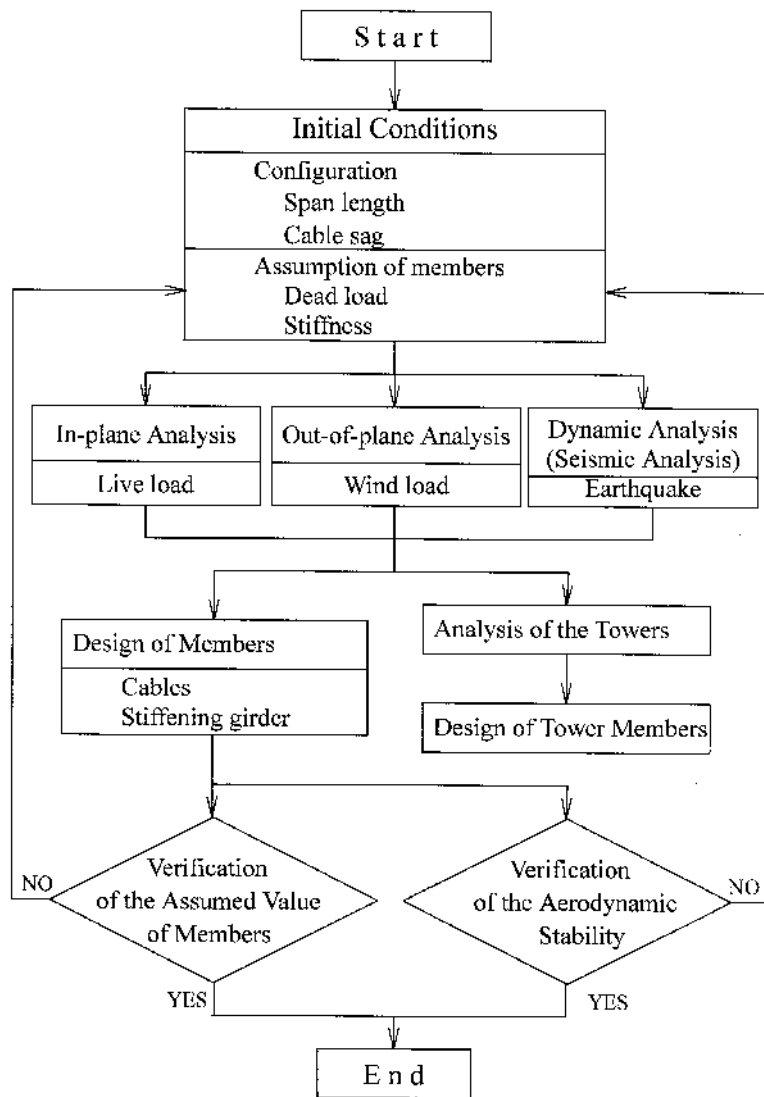 Start
Initial Conditions
Configuration
Span length
Cable sag
Assumption of members
Dead load
Stiffness
In-plane Analysis
Live load
Out-of-plane Analysis
Wind load
Dynamic Analysis
(Seismic Analysis)
Earthquake
Design of Members
Cables
Stiffening girder
Analysis of the Towers
Design of Tower Members
NO
Verification
of the Assumed Value
of Members
YES
Verification
of the Aerodynamic
Stability
NO
YES
End